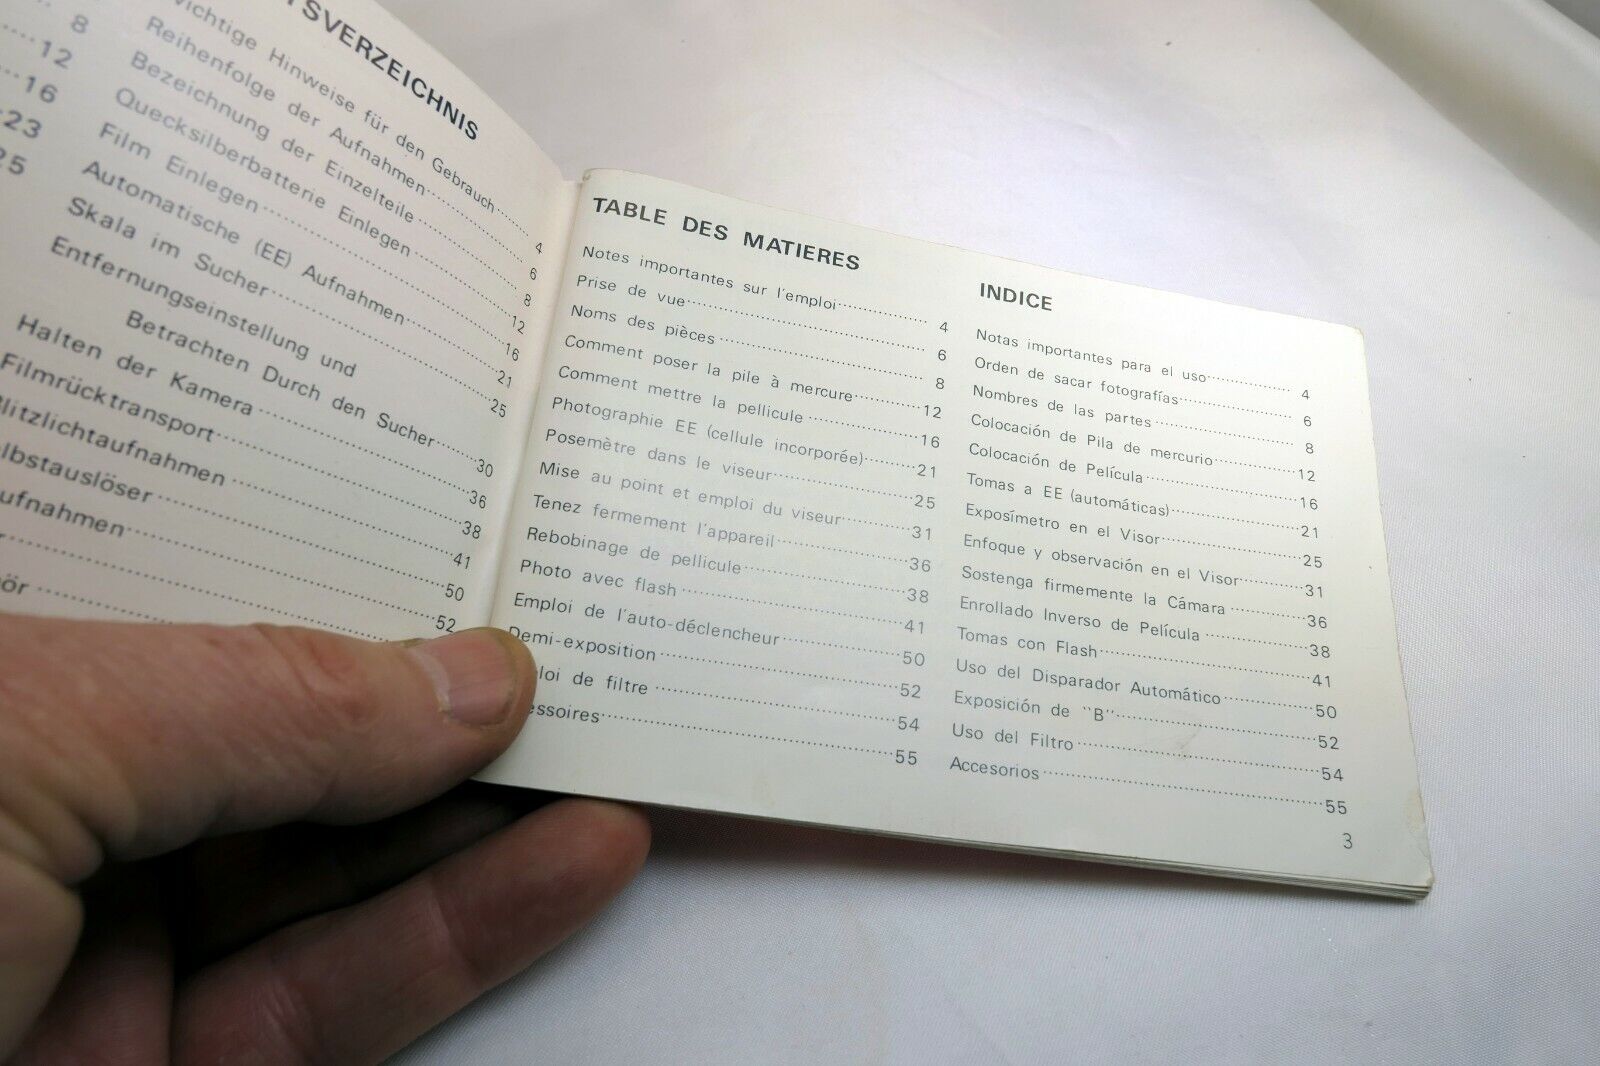 8
12
16
23
25
TSVERZEICHNIS
Wichtige Hinweise für den Gebrauch 4
Reihenfolge der Aufnahmen 6
Bezeichnung der Einzelteile 8
Quecksilberbatterie Einlegen 12
Film Einlegen 16
Automatische (EE) Aufnahmen 21
Skala im Sucher 25
Entfernungseinstellung und
Betrachten Durch den Sucher 30
Halten der Kamera 36
Filmrücktransport 38
Blitzlichtaufnahmen 41
lbstauslöser 50
ufnahmen 52
ör
TABLE DES MATIERES
Notes importantes sur l'emploi 4
Prise de vue 6
Noms des pièces 8
Comment poser la pile à mercure 12
Comment mettre la pellicule 16
Photographie EE (cellule incorporée) 21
Posemètre dans le viseur 25
Mise au point et emploi du viseur 31
Tenez fermement l'appareil 36
Rebobinage de pellicule 38
Photo avec flash 41
Emploi de l'auto-déclencheur 50
Demi-exposition 52
loi de filtre 54
essoires 55
INDICE
Notas importantes para el uso 4
Orden de sacar fotografías 6
Nombres de las partes 8
Colocación de Pila de mercurio 12
Colocación de Película 16
Tomas a EE (automáticas) 21
Exposímetro en el Visor 25
Enfoque y observación en el Visor 31
Sostenga firmemente la Cámara 36
Enrollado Inverso de Película 38
Tomas con Flash 41
Uso del Disparador Automático 50
Exposición de "B" 52
Uso del Filtro 54
Accesorios 55
3